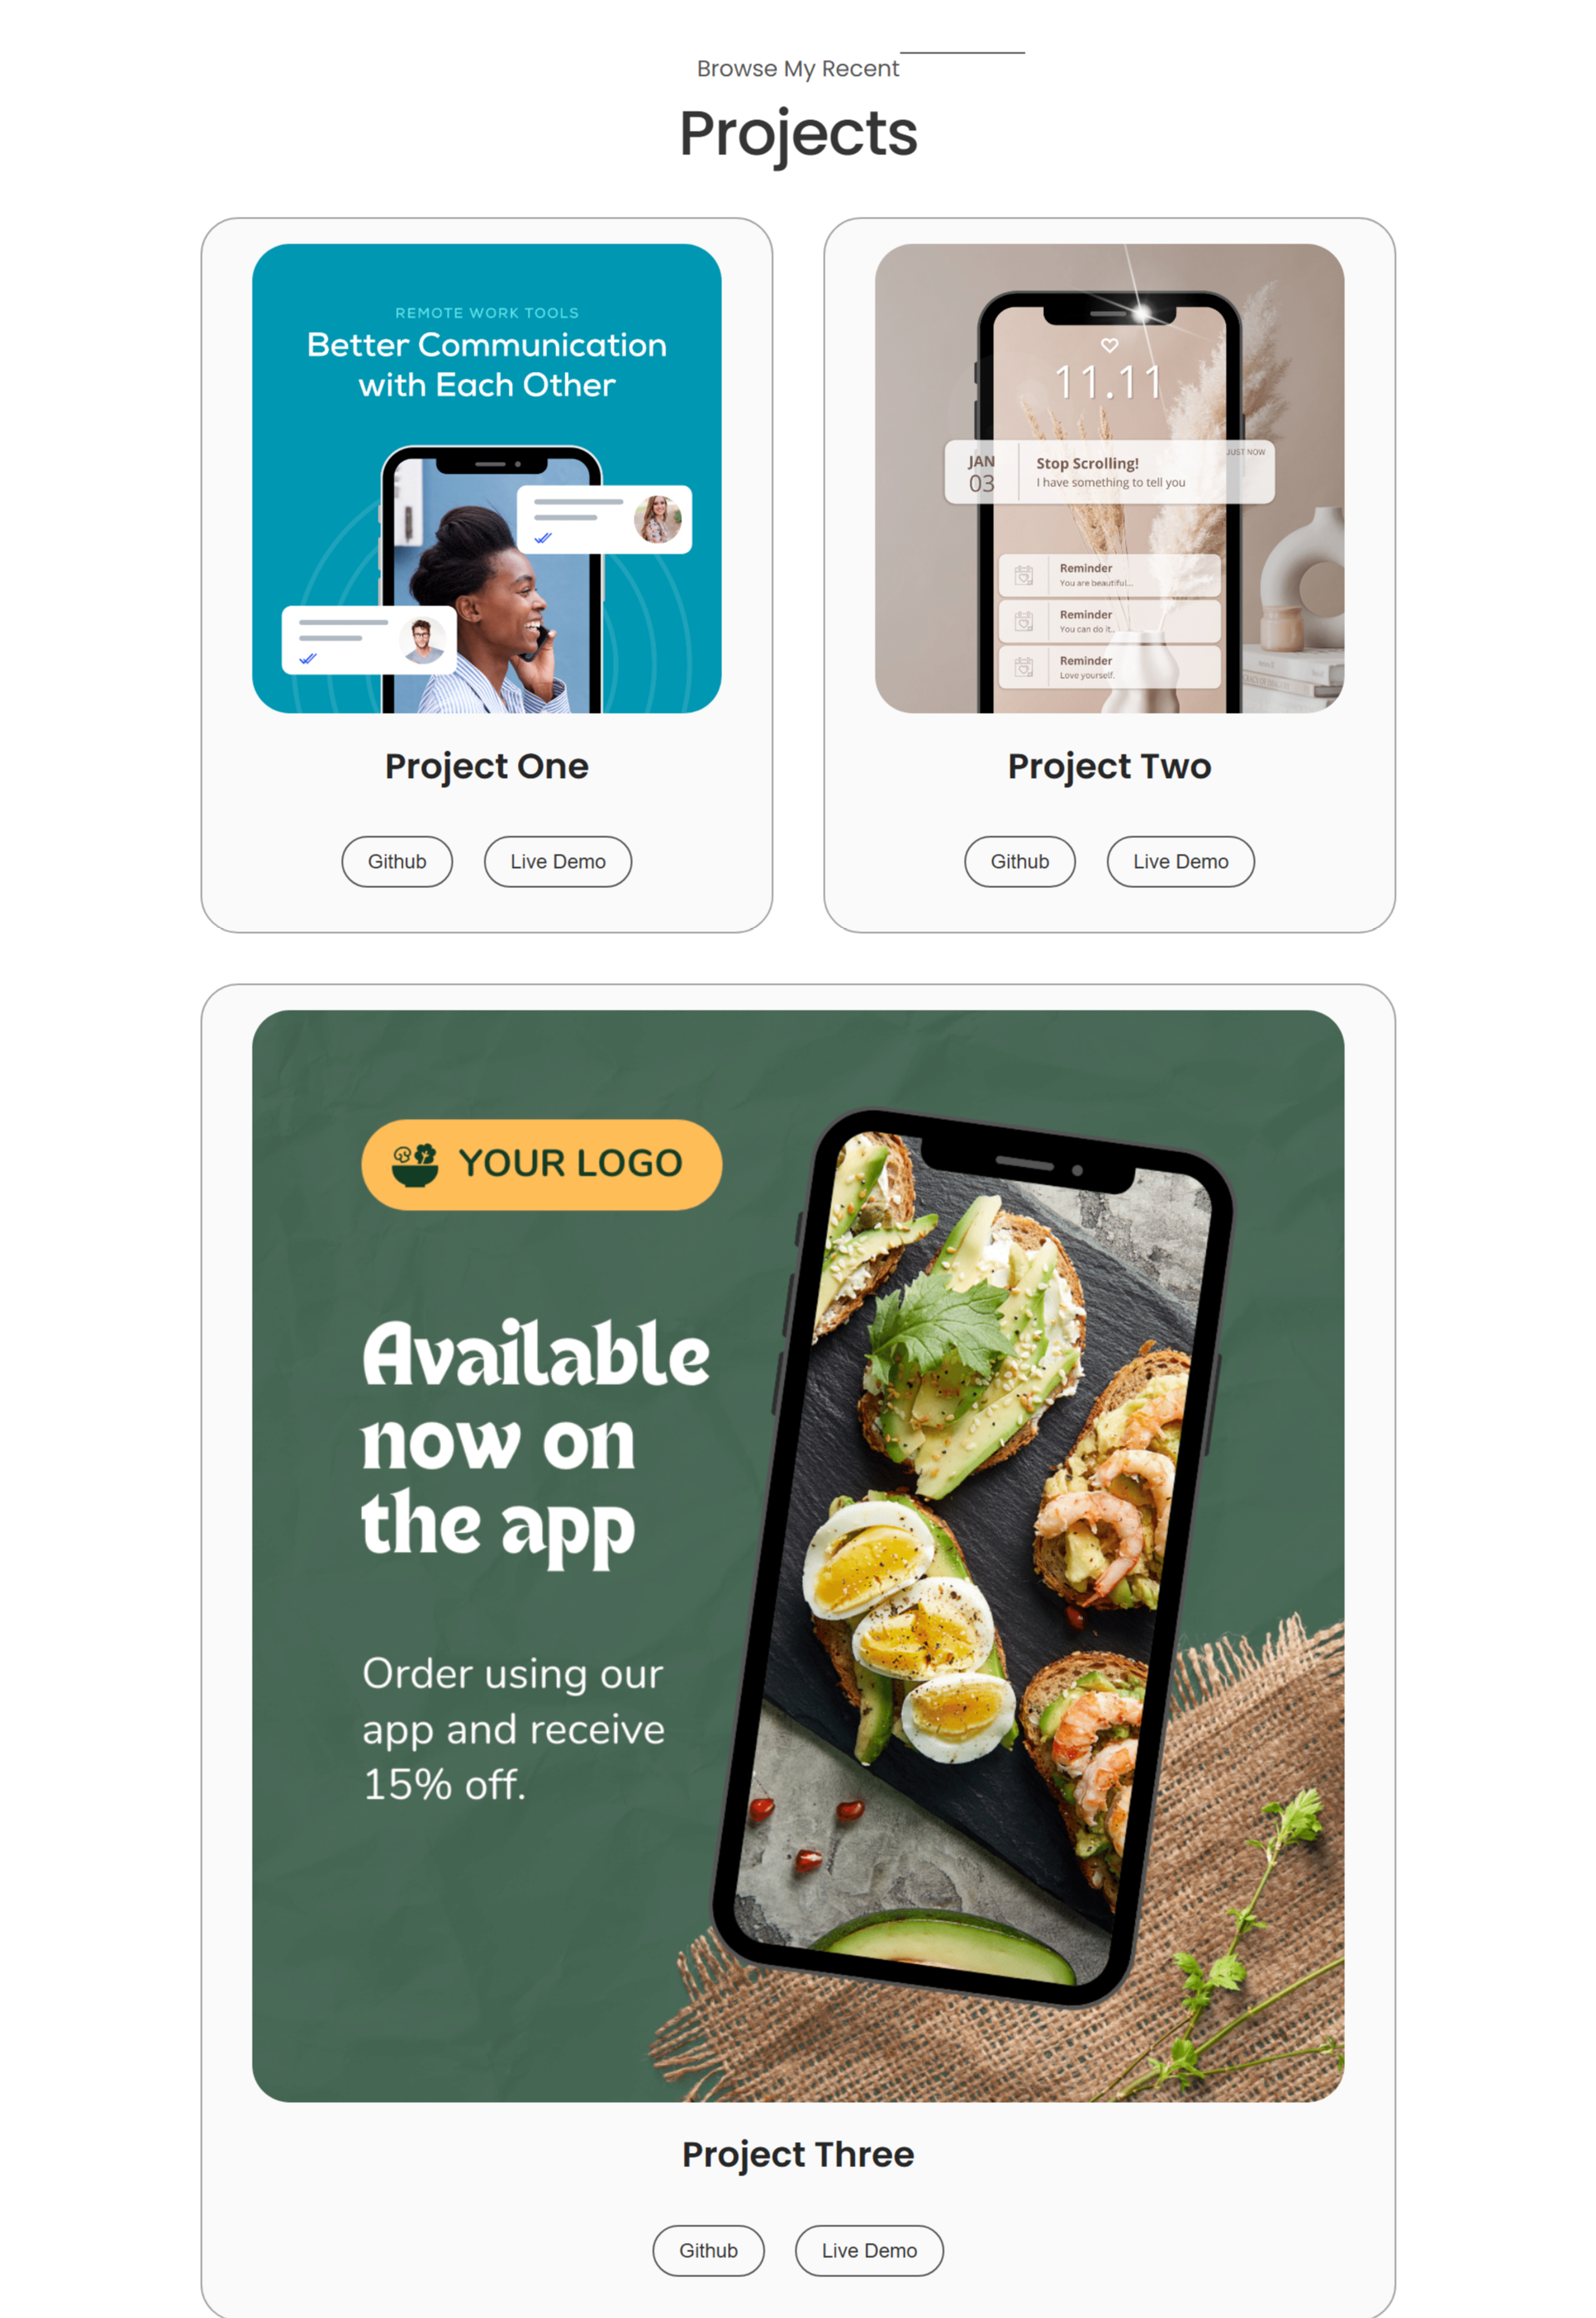 Browse My Recent
Projects
REMOTE WORK TOOLS
Better Communication
with Each Other
Project One
Github
Live Demo
11.11
JUST NOW
JAN
03
Stop Scrolling!
I have something to tell you
Reminder
You are beautiful...
Reminder
You can do it...
Reminder
Love yourself.
Project Two
Github
Live Demo
YOUR LOGO
Available
now on
the app
Order using our
app and receive
15% off.
Project Three
Github
Live Demo